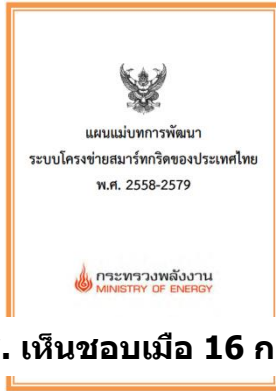 แผนแม่บทการพัฒนา
ระบบโครงข่ายสมาร์ทกริดของประเทศไทย
พ.ศ. 2558-2579
กระทรวงพลังงาน
MINISTRY OF ENERGY
. เห็นชอบเมื่อ 16 ก